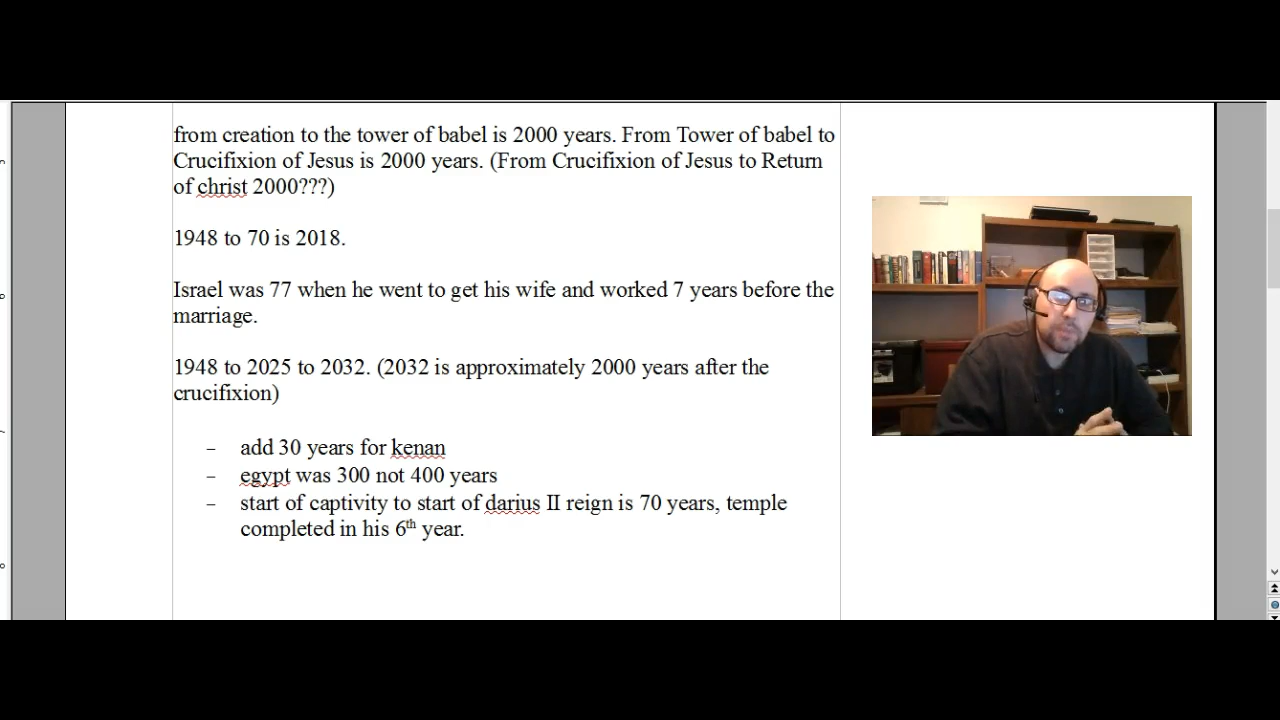 from creation to the tower of babel is 2000 years. From Tower of babel to
Crucifixion of Jesus is 2000 years. (From Crucifixion of Jesus to Return
of christ 2000???)
1948 to 70 is 2018.
Israel was 77 when he went to get his wife and worked 7 years before the
marriage.
1948 to 2025 to 2032. (2032 is approximately 2000 years after the
crucifixion)
– add 30 years for kenan
– egypt was 300 not 400 years
– start of captivity to start of darius II reign is 70 years, temple
completed in his 6th year.